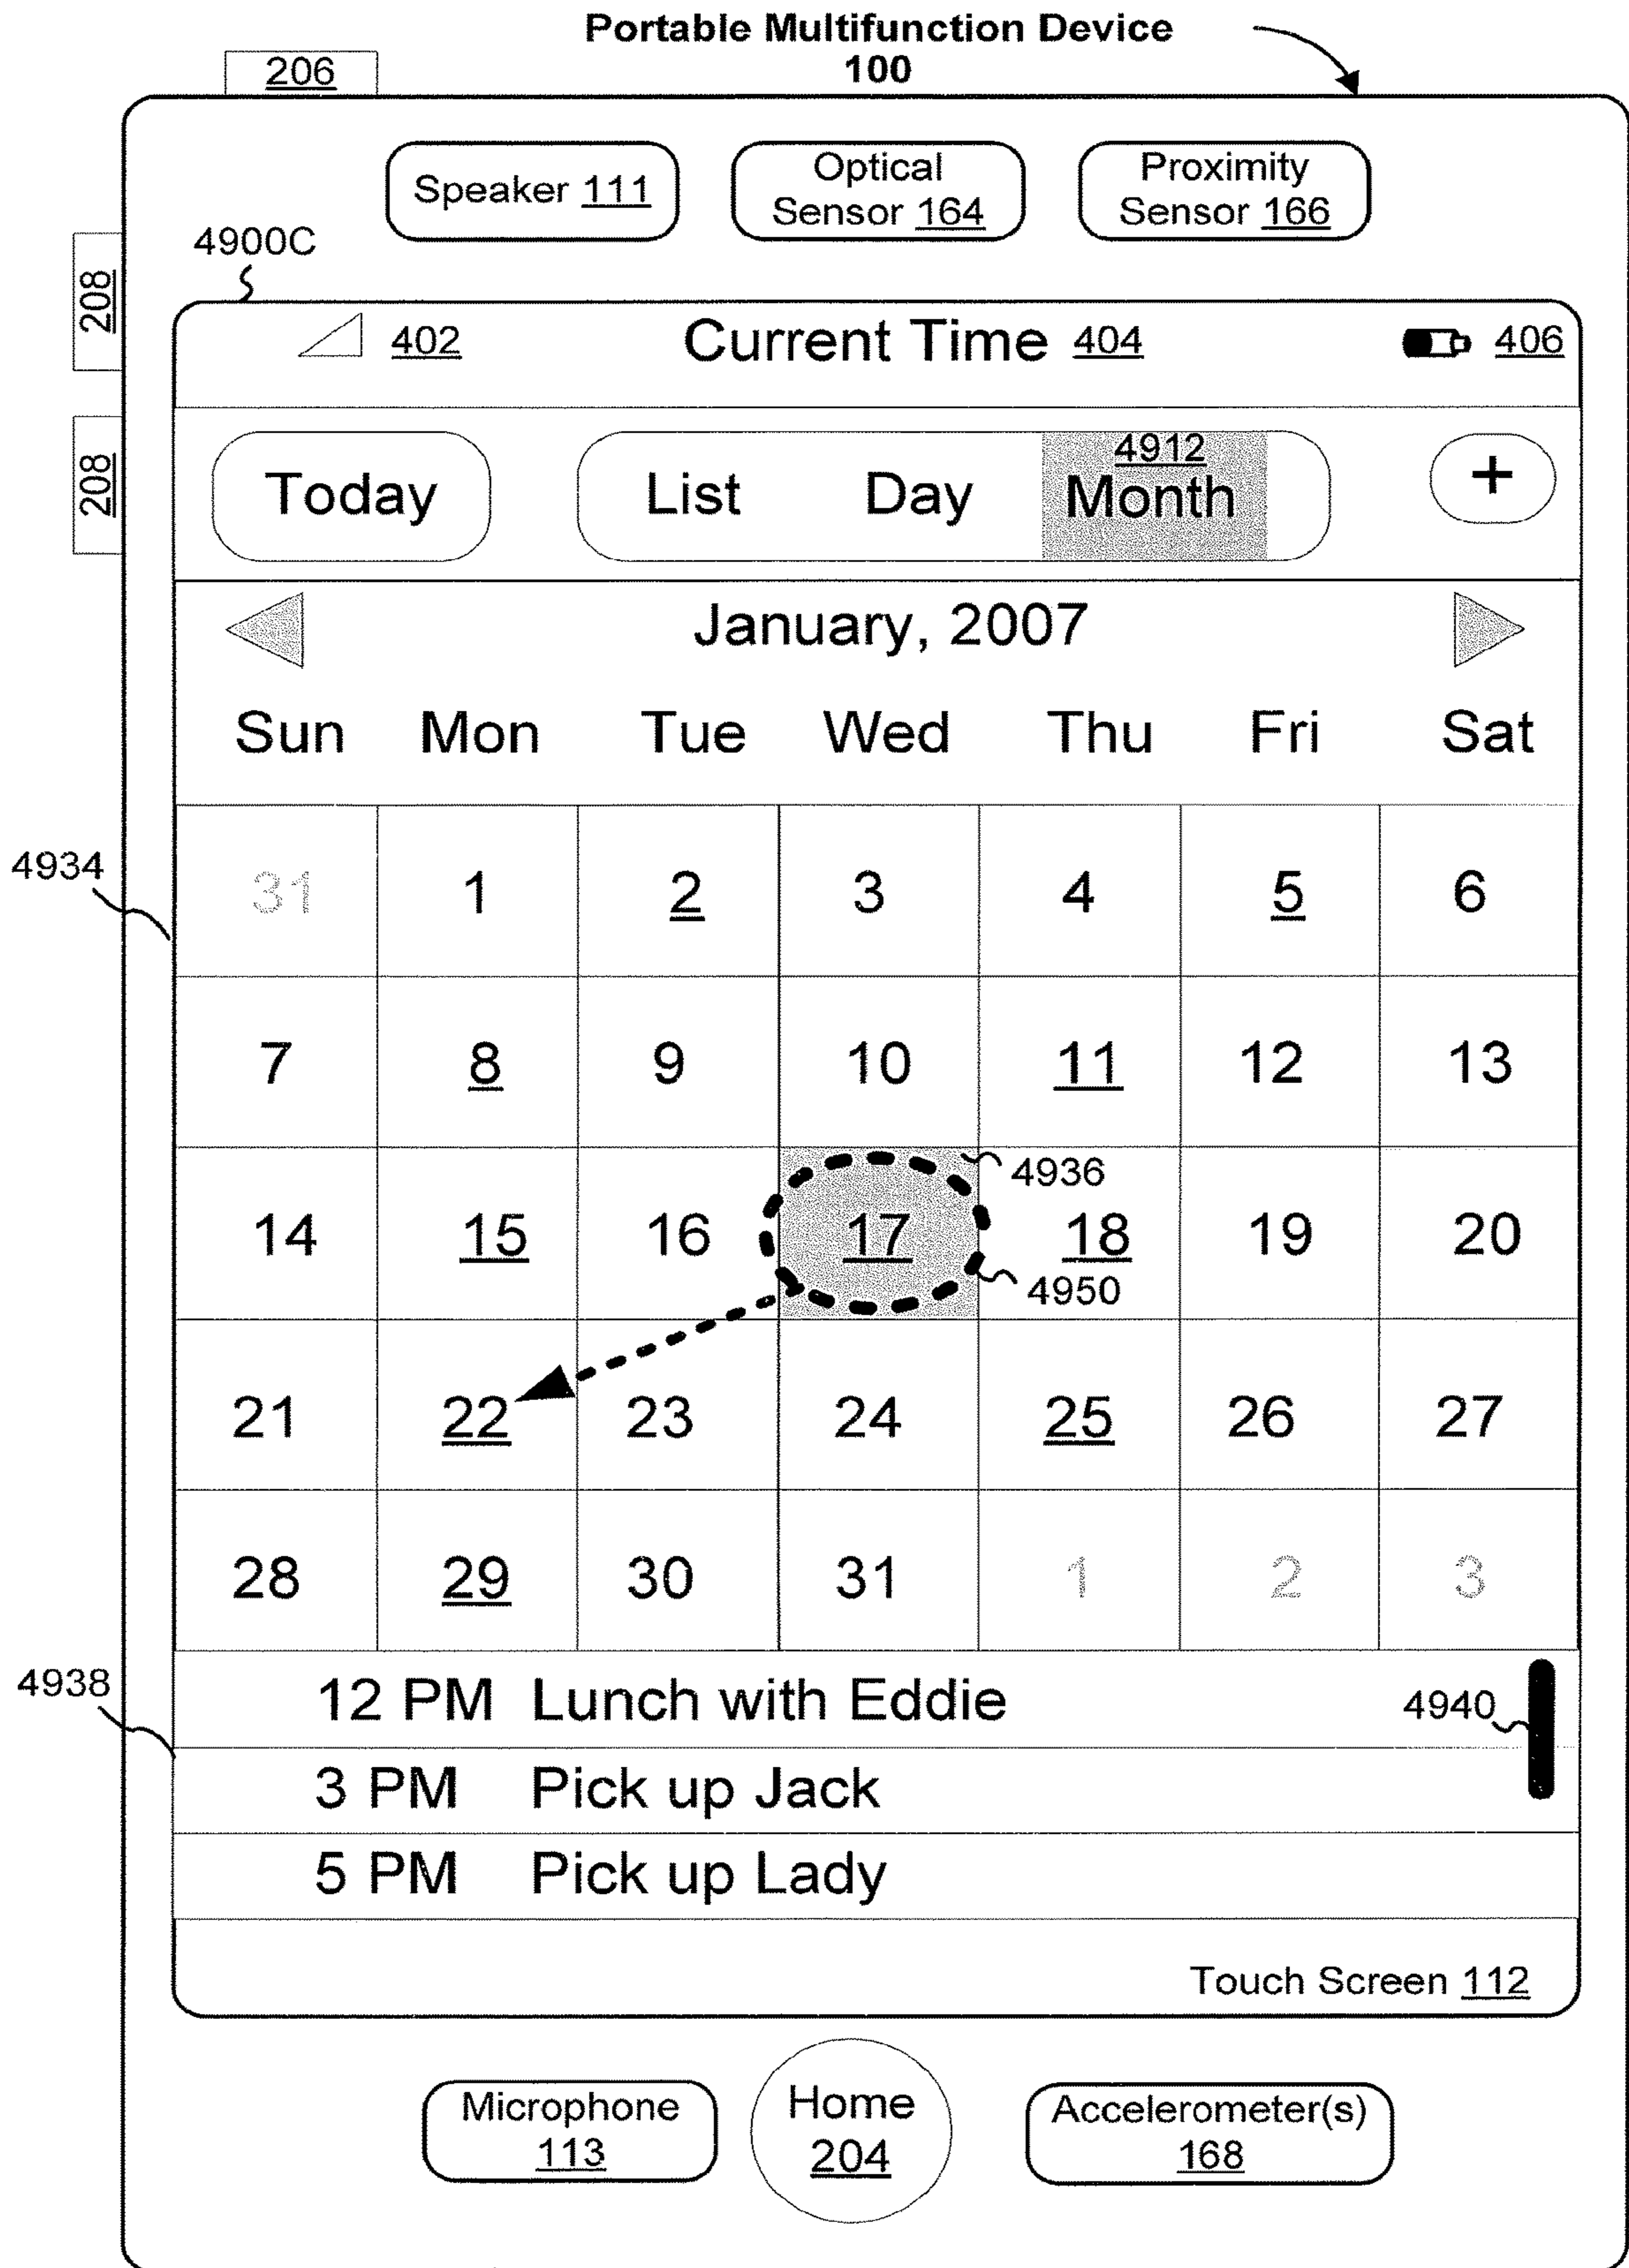 Portable Multifunction Device
100
206
Speaker 111
Optical
Sensor 164
Proximity
Sensor 166
4900C
208
208
402 Current Time 404 406
Today List Day 4912 Month +
January, 2007
Sun Mon Tue Wed Thu Fri Sat
4934
31 1 2 3 4 5 6
7 8 9 10 11 12 13
4936
14 15 16 17 18 19 20
4950
21 22 23 24 25 26 27
28 29 30 31 1 2 3
4938
12 PM Lunch with Eddie
4940
3 PM Pick up Jack
5 PM Pick up Lady
Touch Screen 112
Microphone
113
Home
204
Accelerometer(s)
168